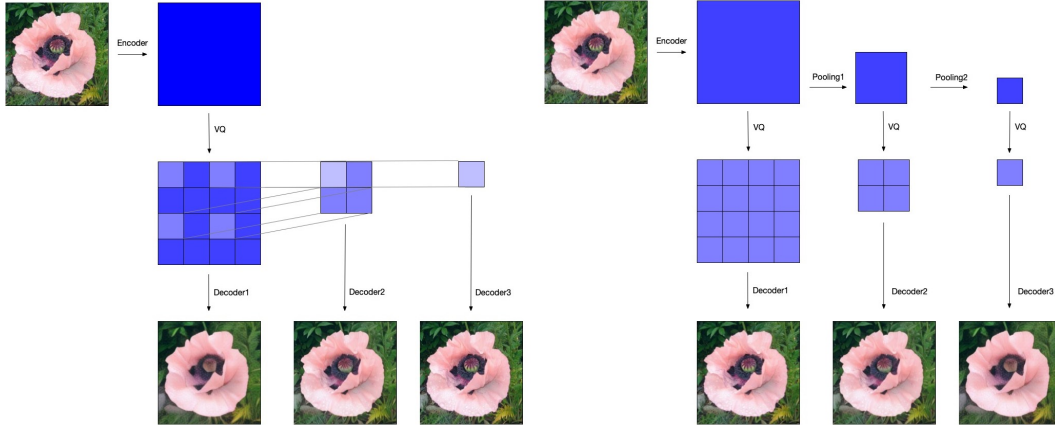 Encoder
VQ
Decoder1
Decoder2
Decoder3
Encoder
Pooling1
Pooling2
VQ
VQ
VQ
Decoder1
Decoder2
Decoder3